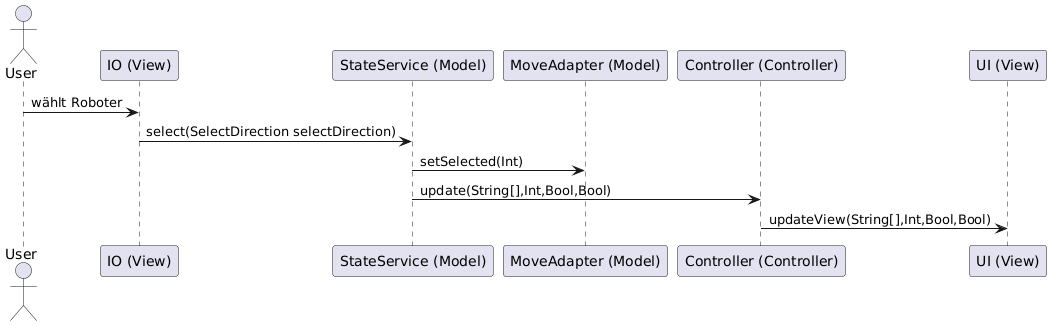 User
IO (View)
StateService (Model)
MoveAdapter (Model)
Controller (Controller)
UI (View)
wählt Roboter
select(SelectDirection selectDirection)
setSelected(Int)
update(String[],Int,Bool,Bool)
updateView(String[],Int,Bool,Bool)
User
IO (View)
StateService (Model)
MoveAdapter (Model)
Controller (Controller)
UI (View)